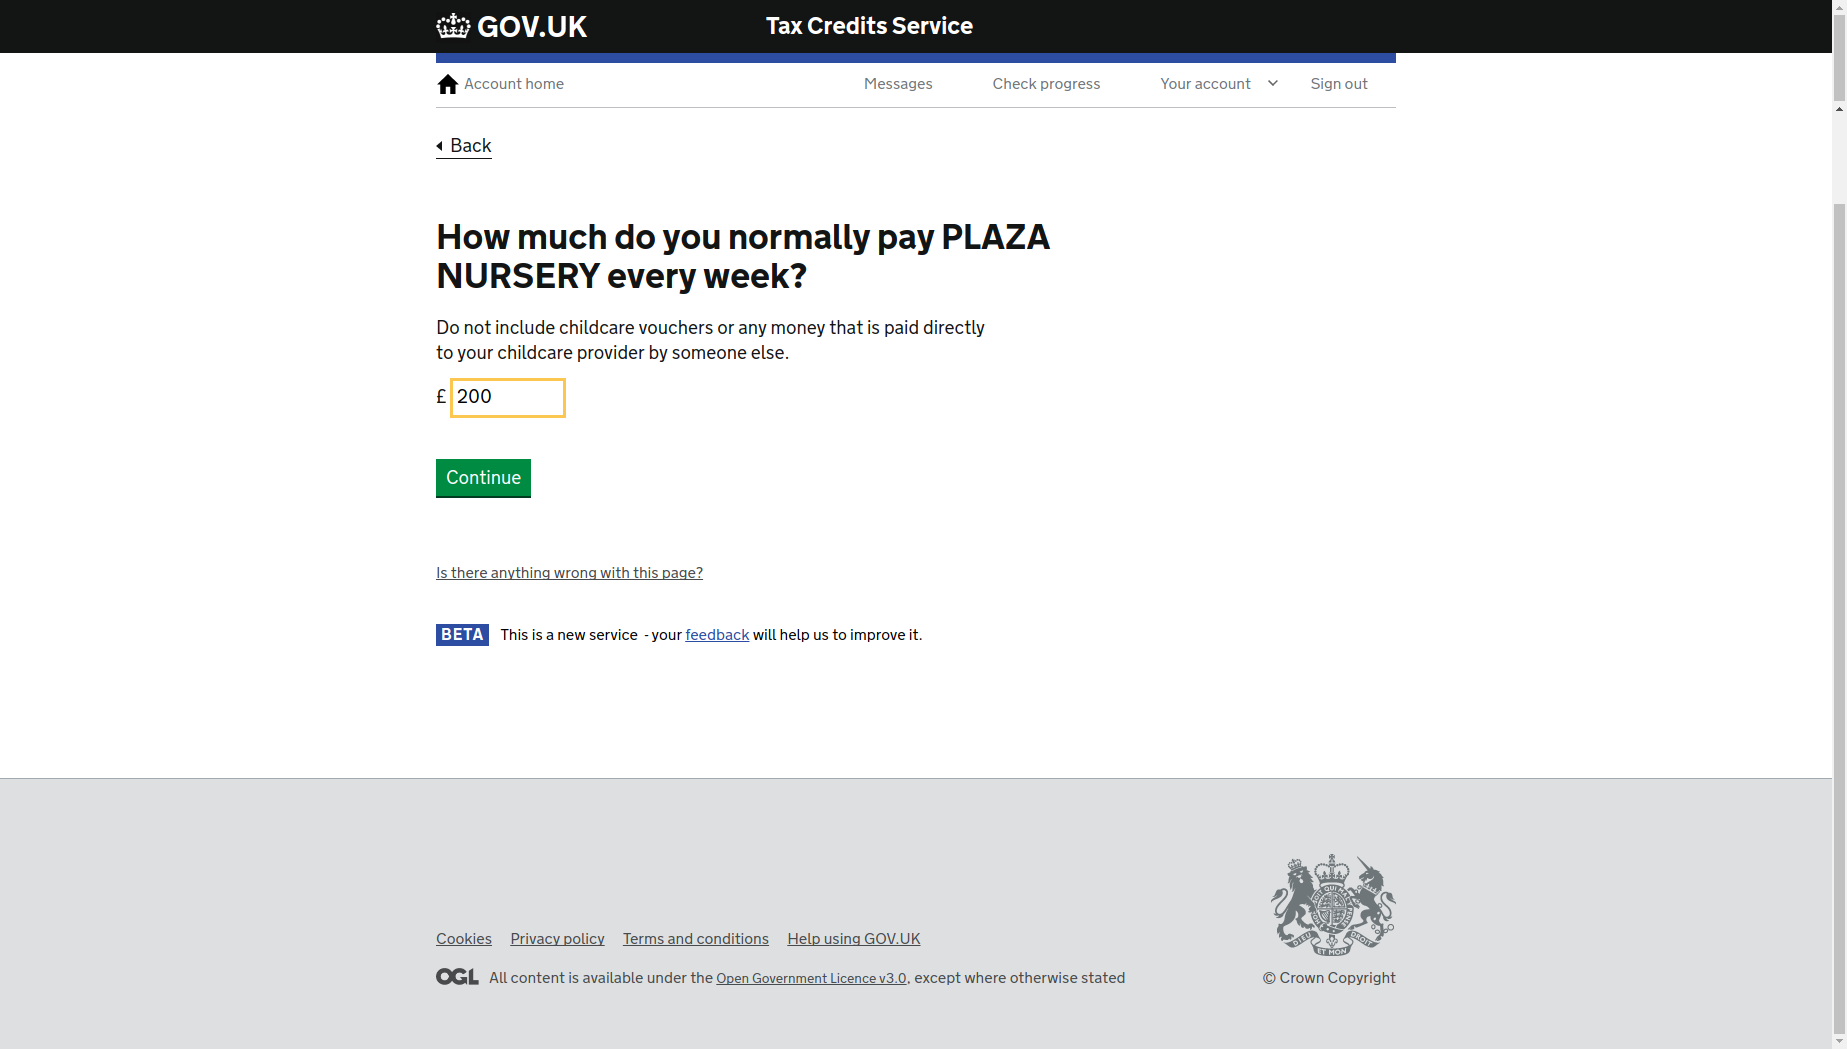 GOV.UK
Tax Credits Service
Account home
Messages
Check progress
Your account
Sign out
Back
How much do you normally pay PLAZA
NURSERY every week?
Do not include childcare vouchers or any money that is paid directly
to your childcare provider by someone else.
£ 200
Continue
Is there anything wrong with this page?
BETA This is a new service - your feedback will help us to improve it.
Cookies Privacy policy Terms and conditions Help using GOV.UK
OGL All content is available under the Open Government Licence v3.0, except where otherwise stated
© Crown Copyright